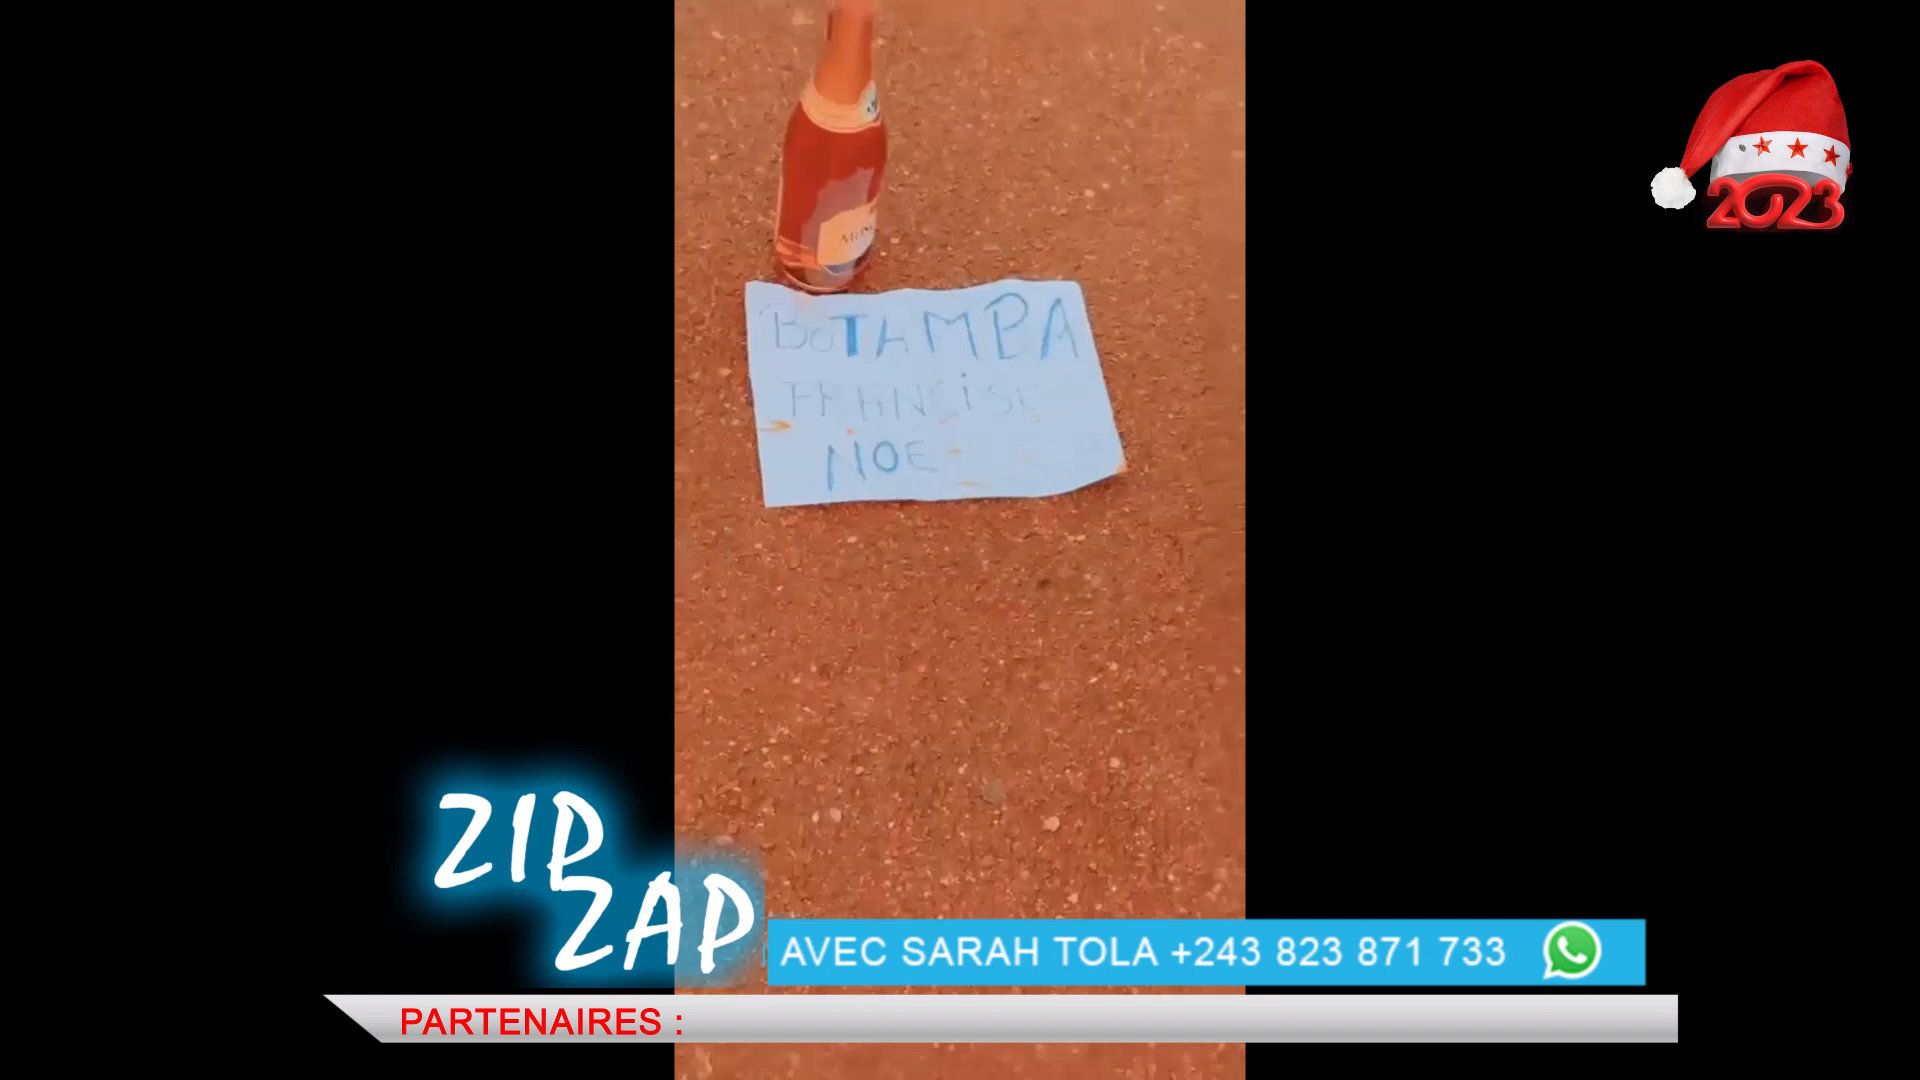 2023
BOTAMBA
NOE
ZIP
ZAP
AVEC SARAH TOLA +243 823 871 733
PARTENAIRES :